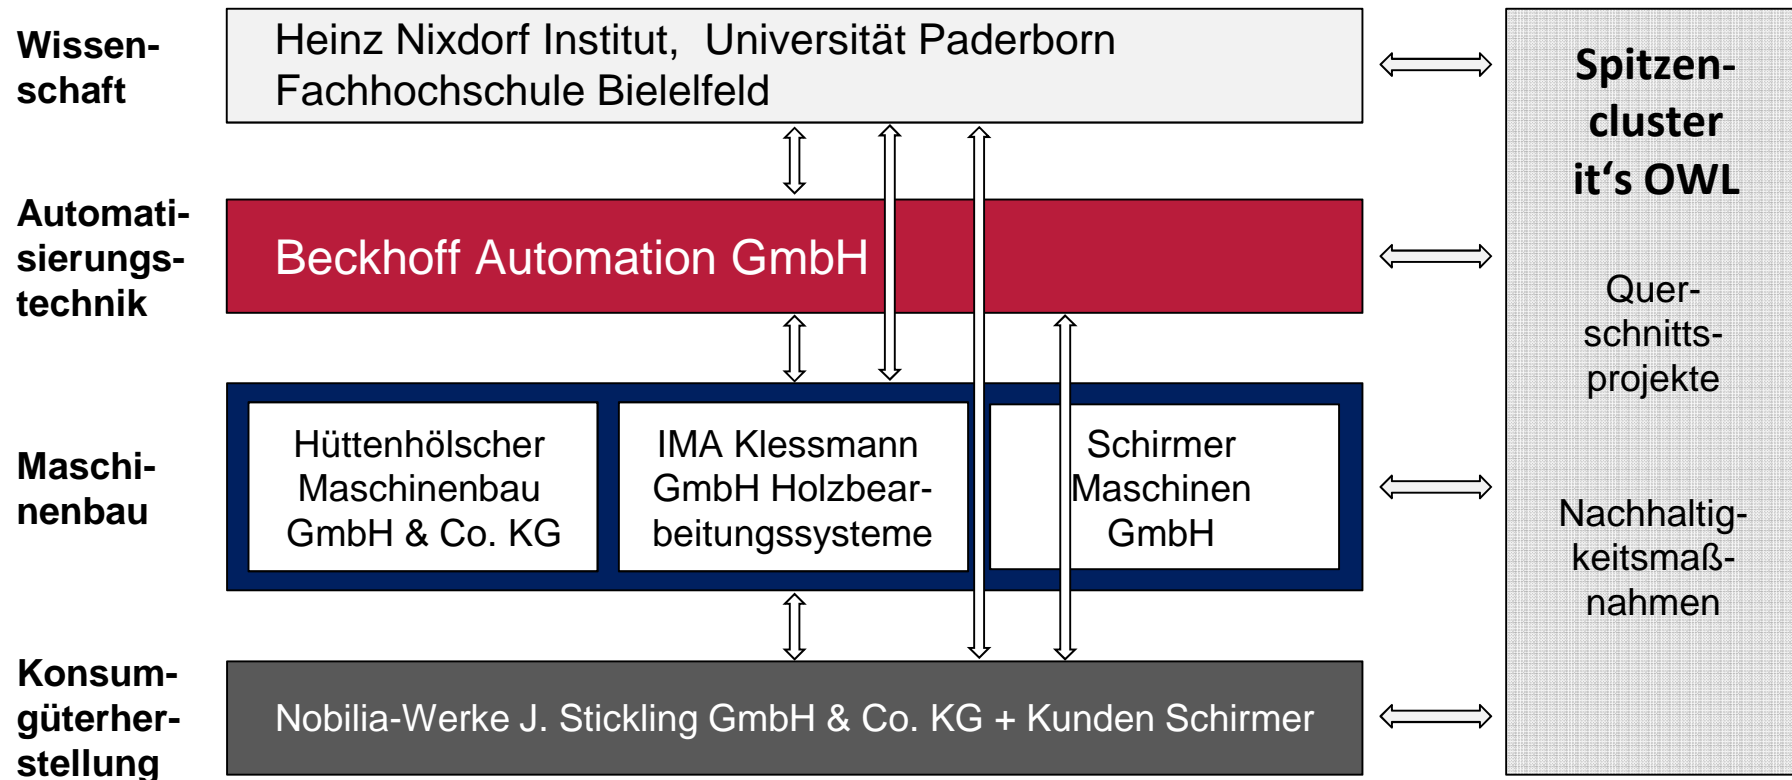 Wissen-
schaft
Heinz Nixdorf Institut,  Universität Paderborn
Fachhochschule Bielelfeld
Automati-
sierungs-
technik
Beckhoff Automation GmbH
Maschi-
nenbau
Hüttenhölscher
Maschinenbau
GmbH & Co. KG
IMA Klessmann
GmbH Holzbear-
beitungssysteme
Schirmer
Maschinen
GmbH
Konsum-
güterher-
stellung
Nobilia-Werke J. Stickling GmbH & Co. KG + Kunden Schirmer
Spitzen-
cluster
it‘s OWL
Quer-
schnitts-
projekte
Nachhaltig-
keitsmaß-
nahmen